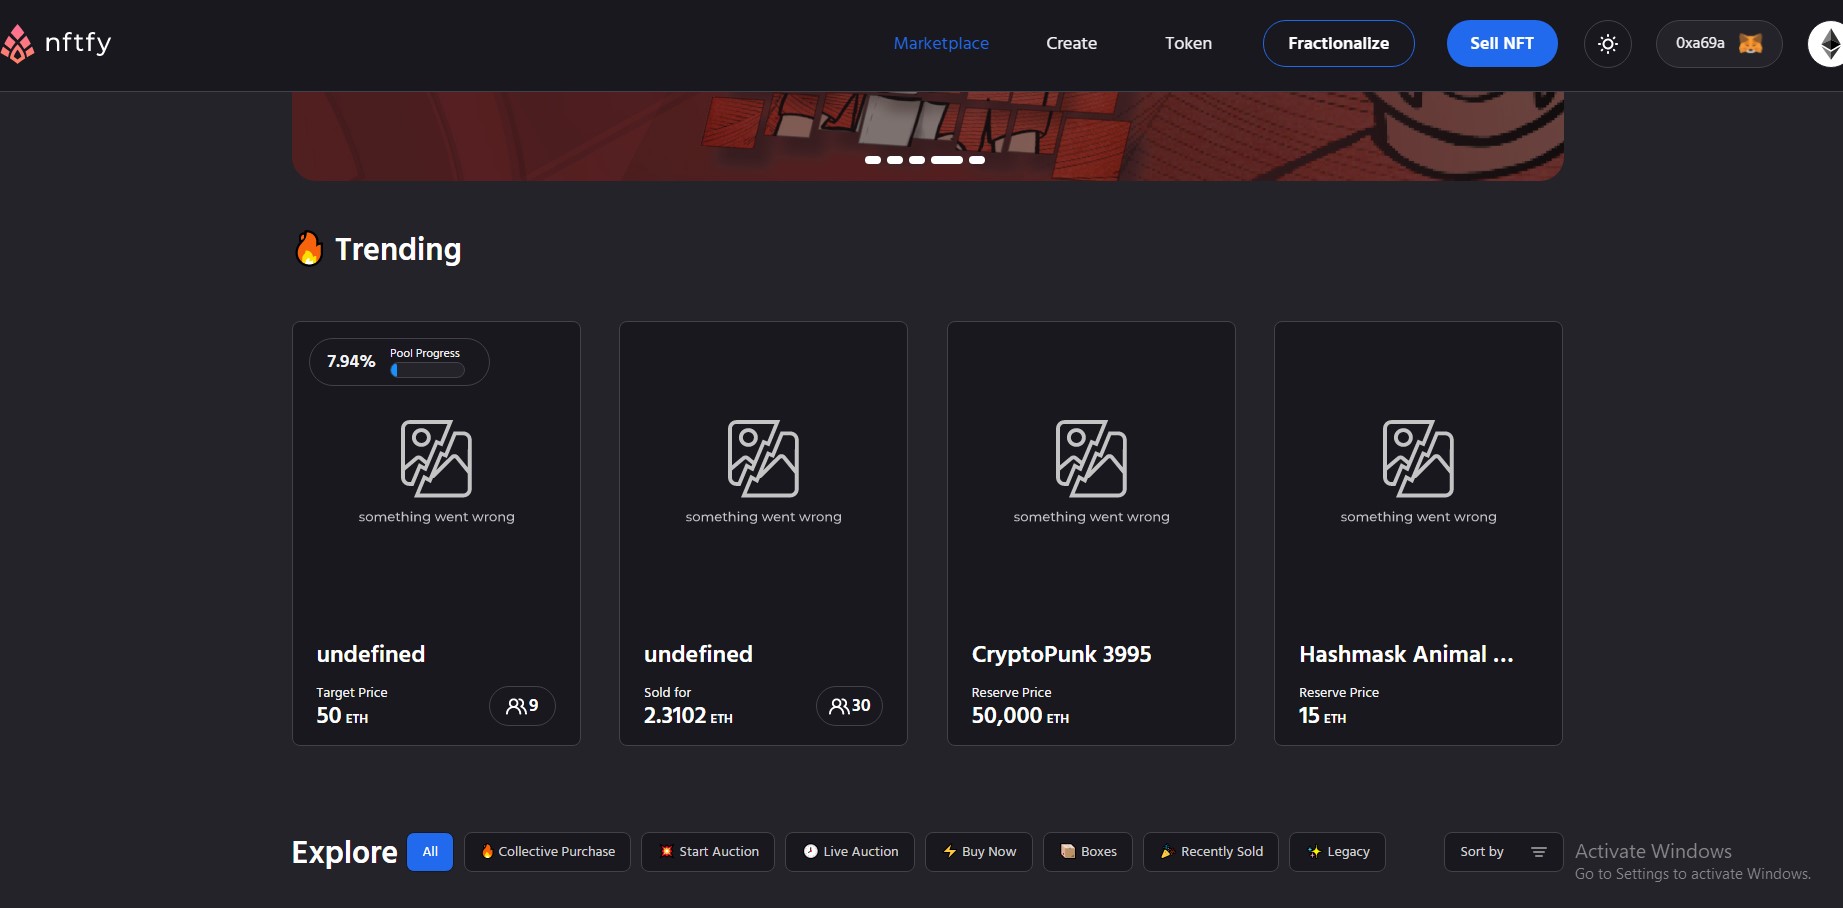 nftfy
Marketplace
Create
Token
Fractionalize
Sell NFT
0xa69a
Trending
7.94%
Pool Progress
something went wrong
something went wrong
something went wrong
something went wrong
undefined
Target Price
50 ETH
9
undefined
Sold for
2.3102 ETH
30
CryptoPunk 3995
Reserve Price
50,000 ETH
Hashmask Animal ...
Reserve Price
15 ETH
Explore
All
Collective Purchase
Start Auction
Live Auction
Buy Now
Boxes
Recently Sold
Legacy
Sort by
Activate Windows
Go to Settings to activate Windows.